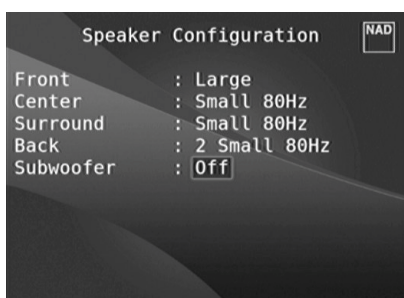 Speaker Configuration
NAD
Front : Large
Center : Small 80Hz
Surround : Small 80Hz
Back : 2 Small 80Hz
Subwoofer : Off